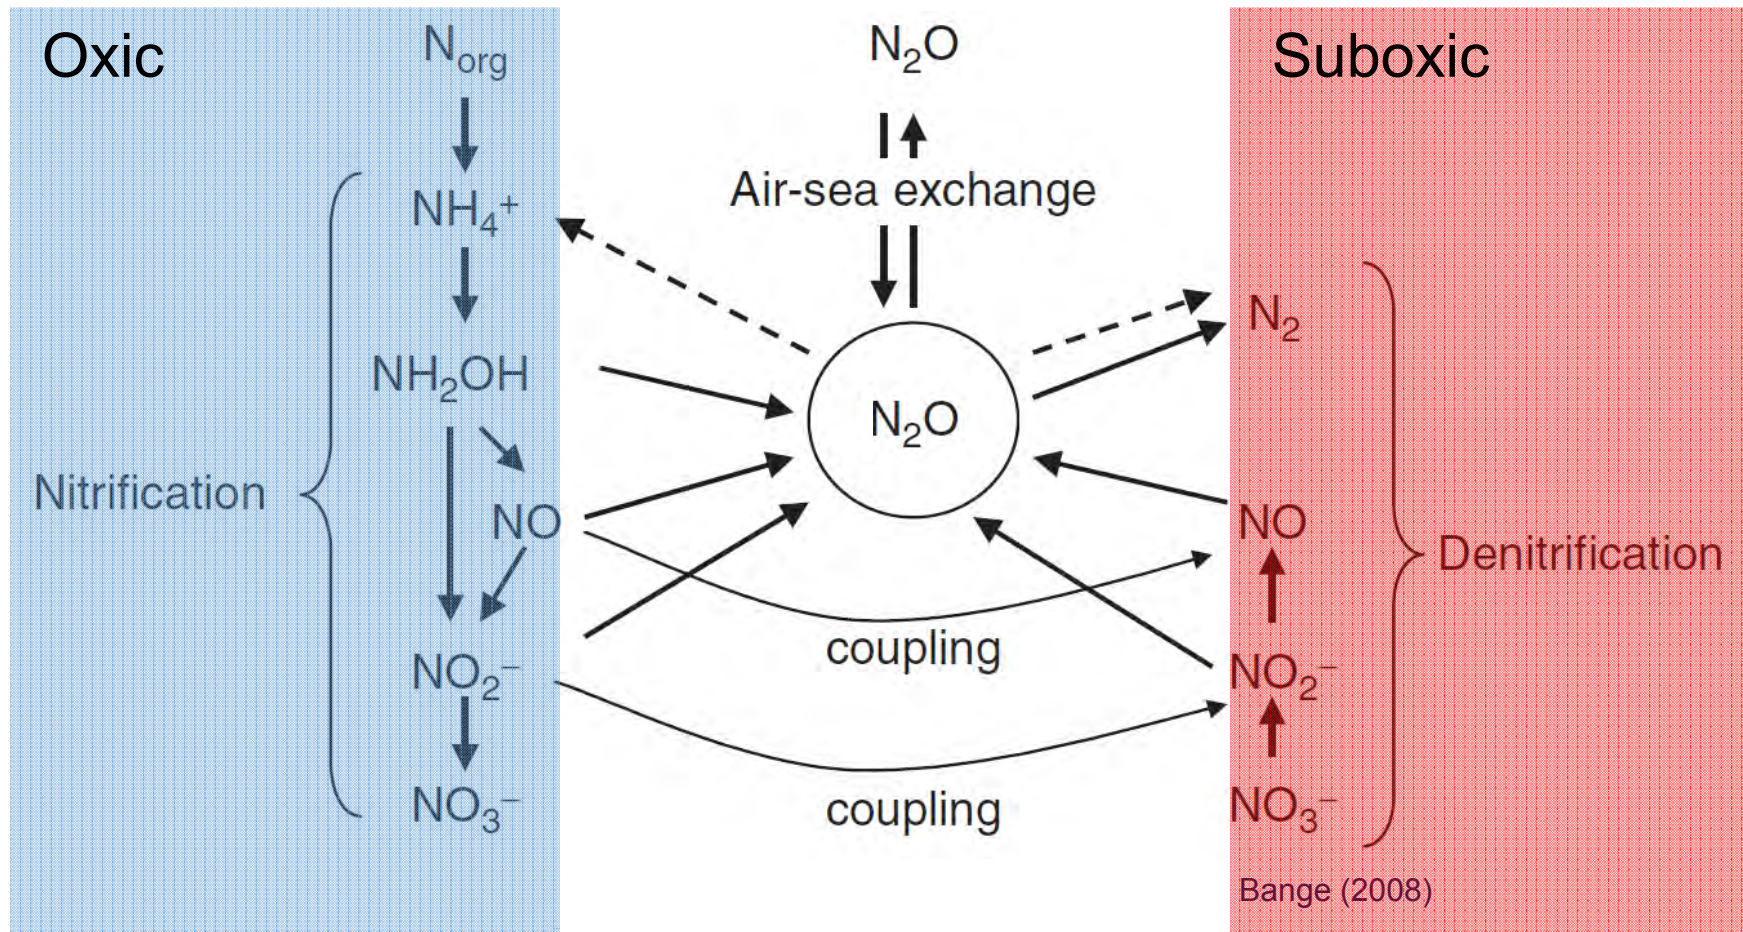 Oxic
N₂O
Suboxic
N_org
Air-sea exchange
NH₄⁺
N₂
NH₂OH
N₂O
Nitrification
NO
NO
Denitrification
coupling
NO₂⁻
NO₂⁻
NO₃⁻
coupling
NO₃⁻
Bange (2008)